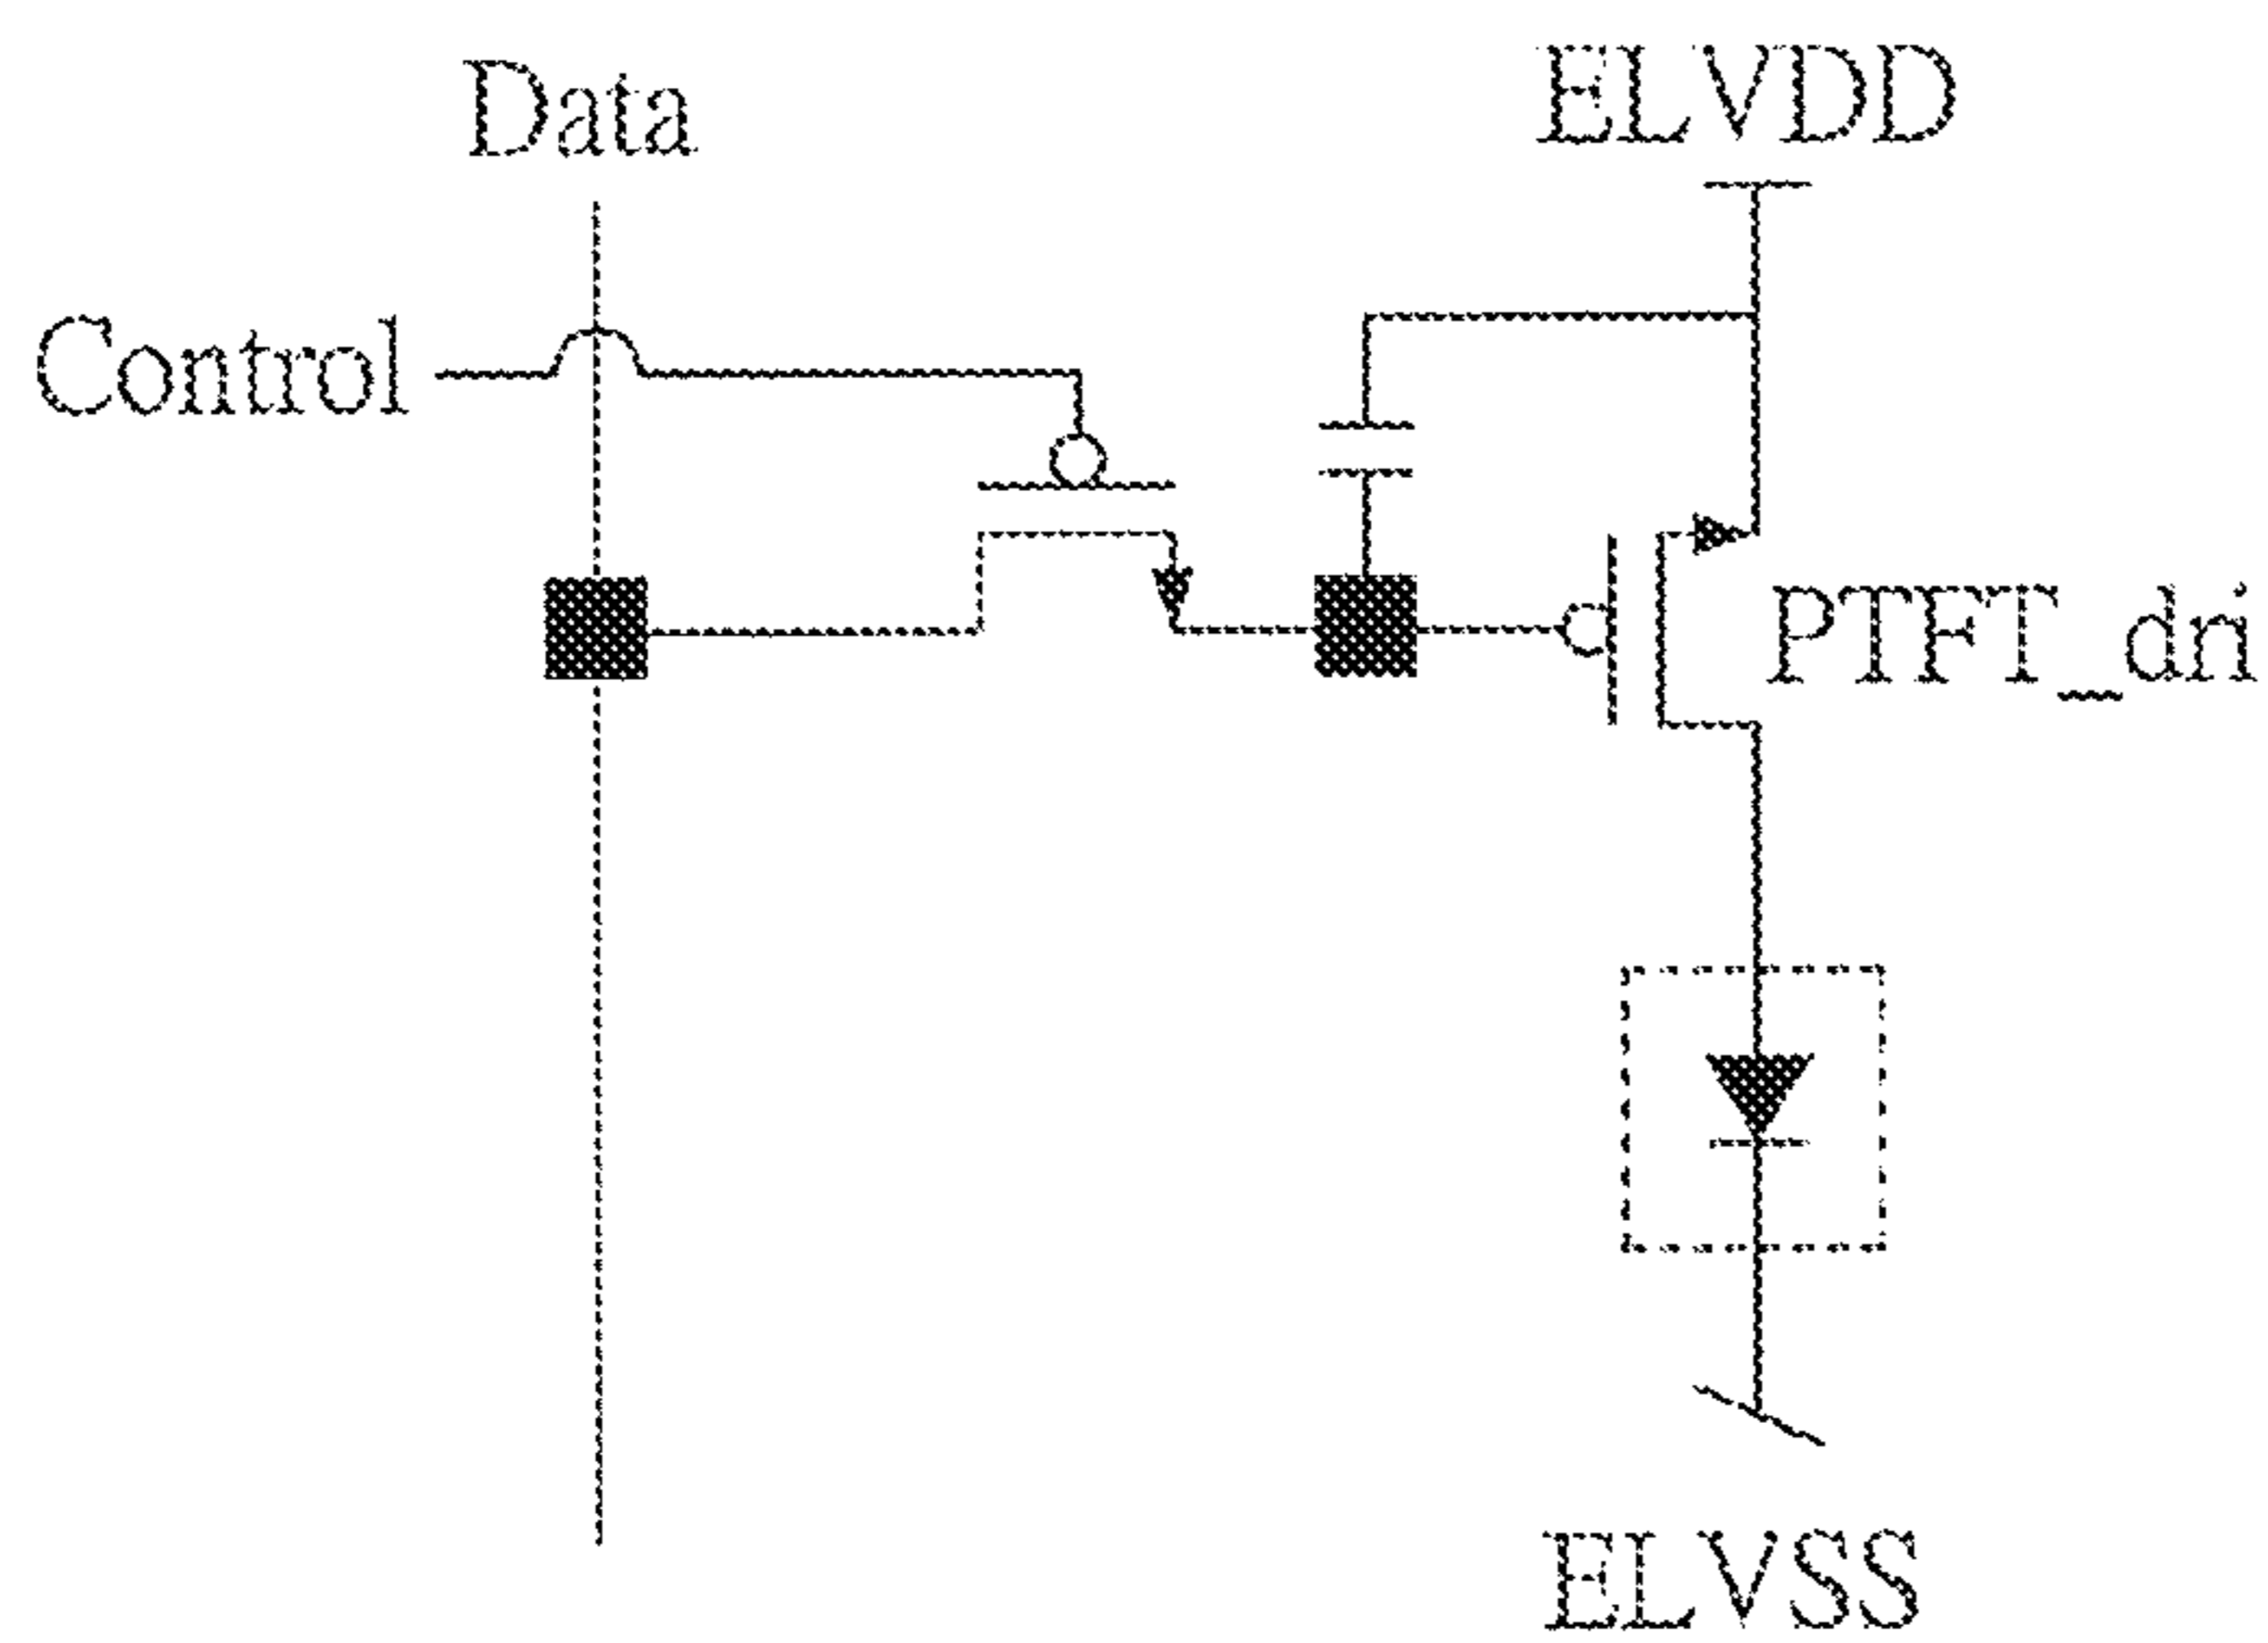 Data
ELVDD
Control
PTFT_dri
ELVSS